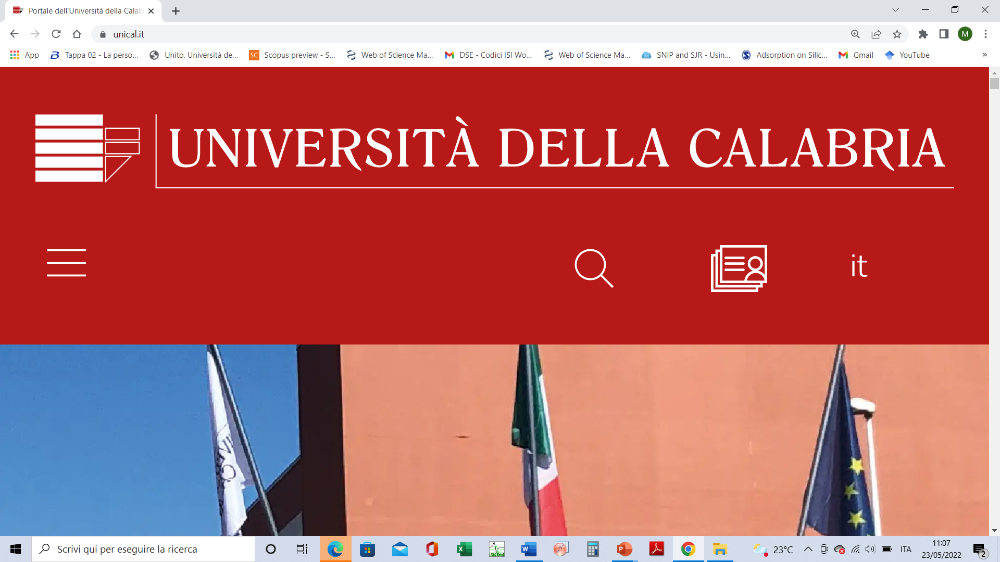 Portale dell'Università della Calab
unical.it
M
App
Tappa 02 - La perso...
Unito, Università de...
SC
Scopus preview - S...
Web of Science Ma...
DSE - Codici ISI Wo...
Web of Science Ma...
SNIP and SJR - Usin...
Adsorption on Silic...
Gmail
YouTube
»
UNIVERSITÀ DELLA CALABRIA
it
Scrivi qui per eseguire la ricerca
23°C
ITA
11:07
23/05/2022
2